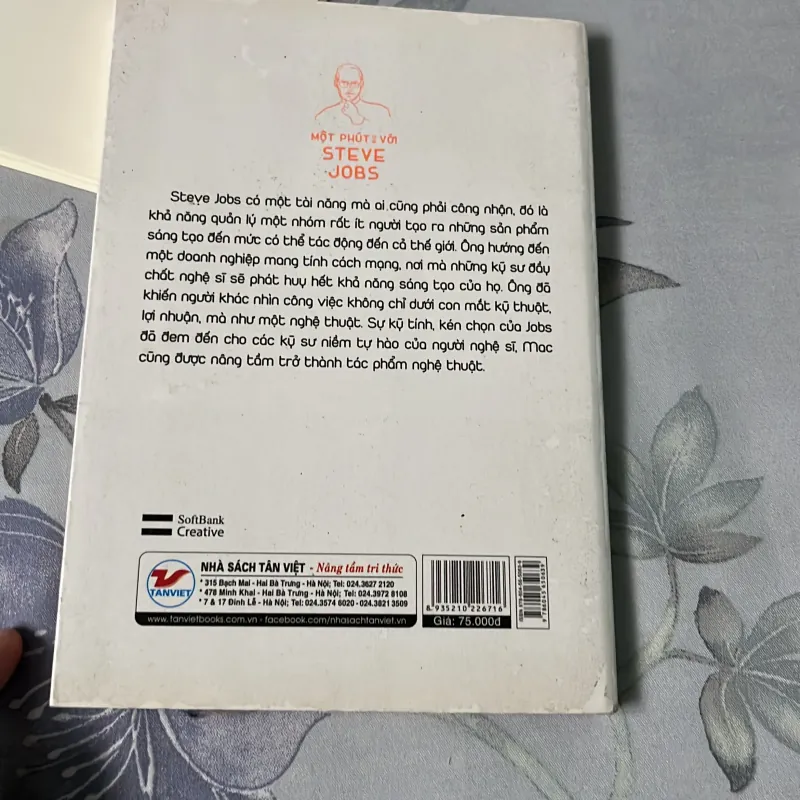 MỘT PHÚT VỚI
STEVE
JOBS
Steve Jobs có một tài năng mà ai cũng phải công nhận, đó là
khả năng quản lý một nhóm rất ít người tạo ra những sản phẩm
sáng tạo đến mức có thể tác động đến cả thế giới. Ông hướng đến
một doanh nghiệp mang tính cách mạng, nơi mà những kỹ sư đầy
chất nghệ sĩ sẽ phát huy hết khả năng sáng tạo của họ. Ông đã
khiến người khác nhìn công việc không chỉ dưới con mắt kỹ thuật,
lợi nhuận, mà như một nghệ thuật. Sự kỹ tính, kén chọn của Jobs
đã đem đến cho các kỹ sư niềm tự hào của người nghệ sĩ, Mac
cũng được nâng tầm trở thành tác phẩm nghệ thuật.
SoftBank
Creative
TANVIET
NHÀ SÁCH TÂN VIỆT - Nâng tầm tri thức
* 315 Bạch Mai - Hai Bà Trưng - Hà Nội; Tel: 024.3627 2120
* 478 Minh Khai - Hai Bà Trưng - Hà Nội; Tel: 024.3972 8108
* 7 & 17 Đinh Lễ - Hà Nội; Tel: 024.3574 6020 - 024.3821 3509
www.tanvietbooks.com.vn - facebook.com/nhasachtanviet.vn
8 935210 226716
Giá: 75.000đ